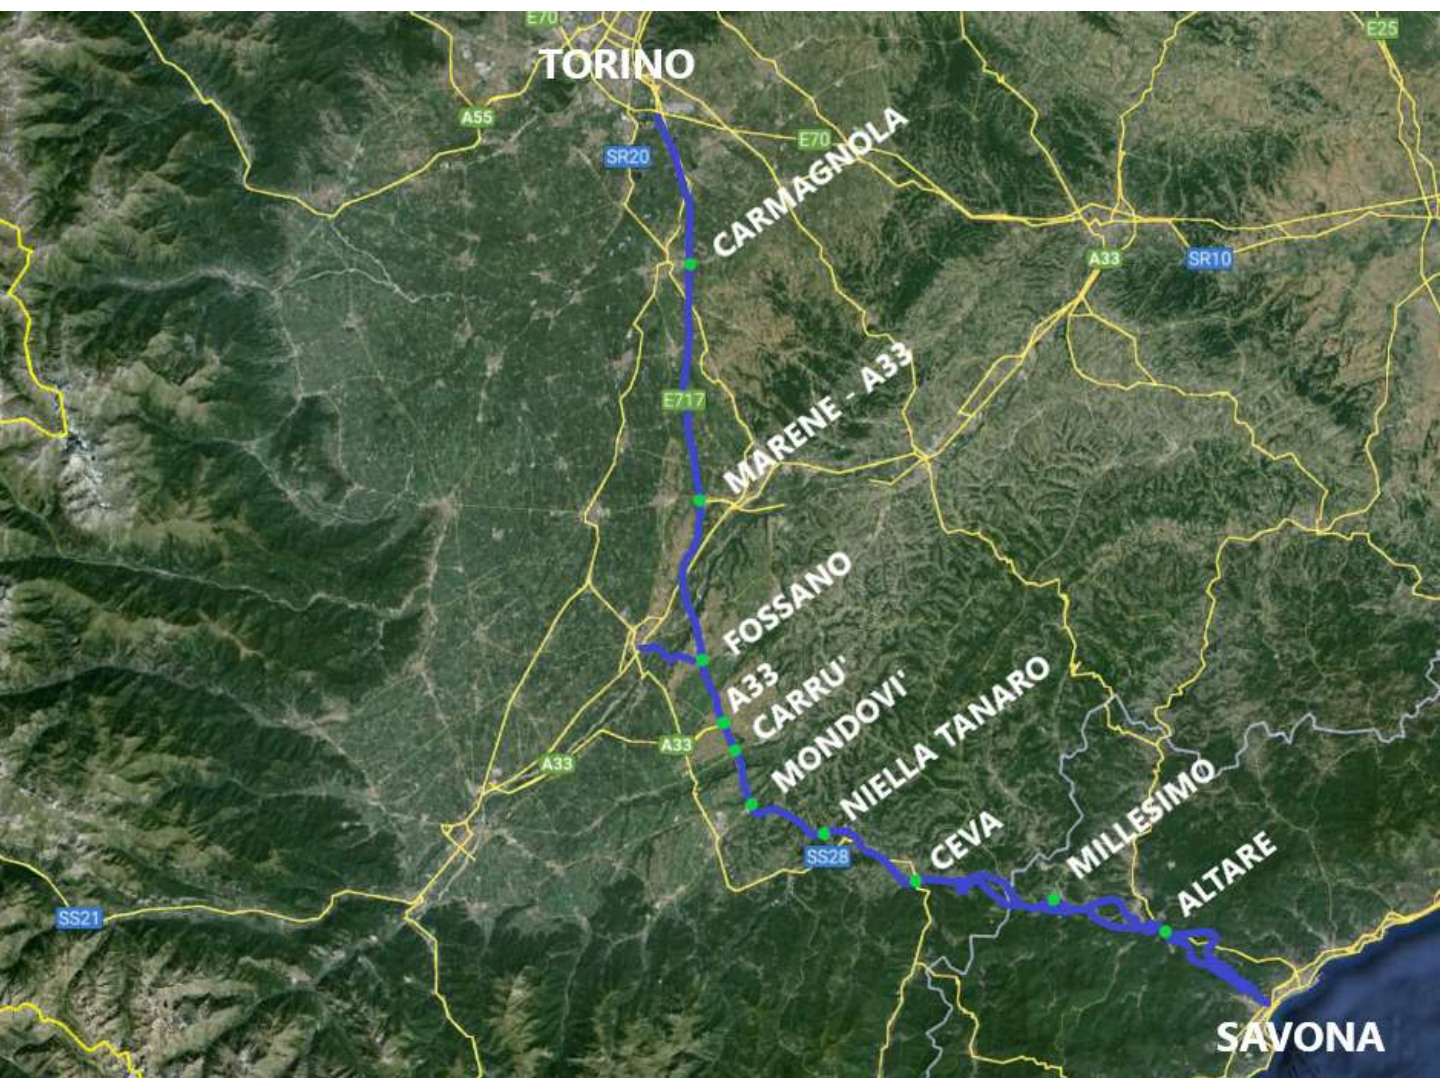 E70
E25
TORINO
A55
E70
SR20
CARMAGNOLA
A33
SR10
E717
MARENE - A33
FOSSANO
A33
CARRU'
A33
A33
MONDOVI'
NIELLA TANARO
SS28
CEVA
MILLESIMO
ALTARE
SS21
SAVONA